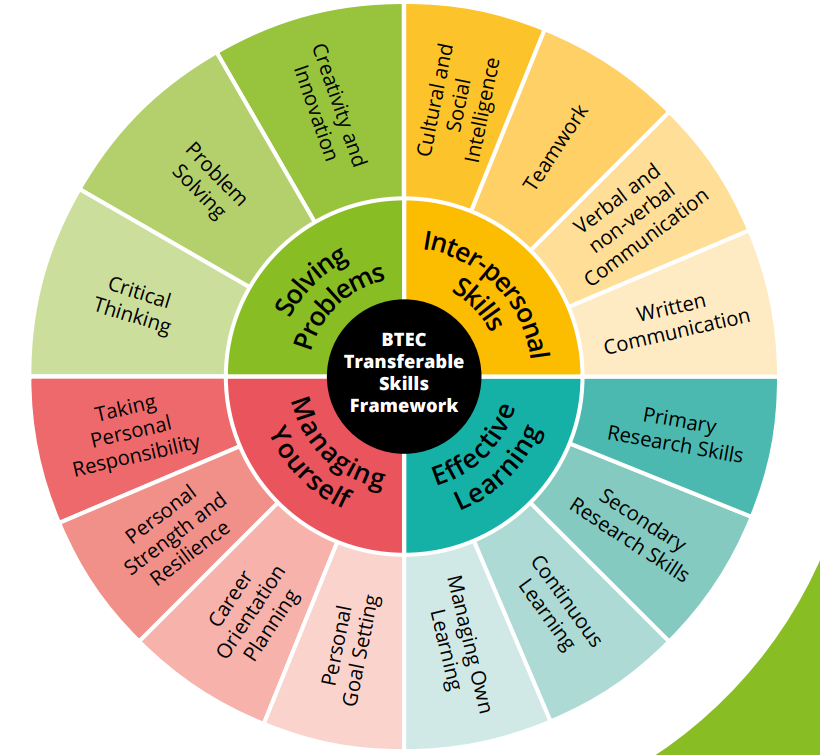 BTEC
Transferable
Skills
Framework
Solving
Problems
Creativity and
Innovation
Problem
Solving
Critical
Thinking
Inter-personal
Skills
Cultural and
Social
Intelligence
Teamwork
Verbal and
non-verbal
Communication
Written
Communication
Effective
Learning
Primary
Research Skills
Secondary
Research Skills
Continuous
Learning
Managing Own
Learning
Managing
Yourself
Personal
Goal Setting
Career
Orientation
Planning
Personal
Strength and
Resilience
Taking
Personal
Responsibility